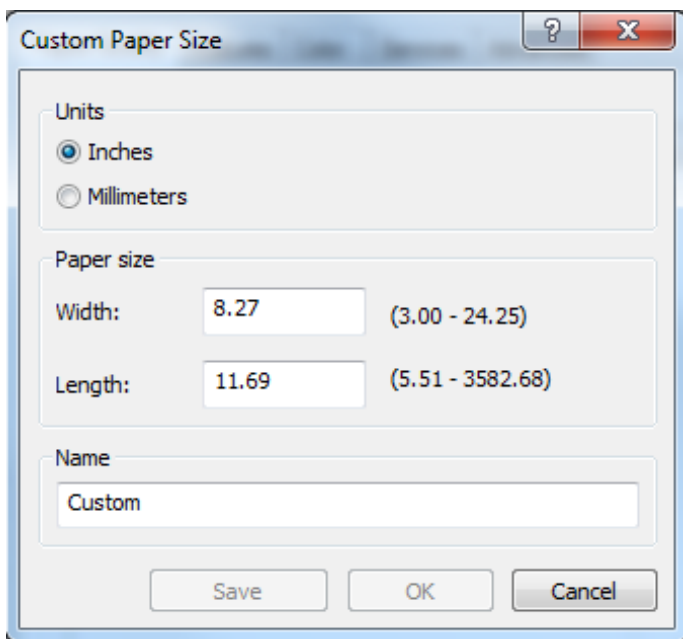 Custom Paper Size
Units
Inches
Millimeters
Paper size
Width: 8.27 (3.00 - 24.25)
Length: 11.69 (5.51 - 3582.68)
Name
Custom
Save OK Cancel